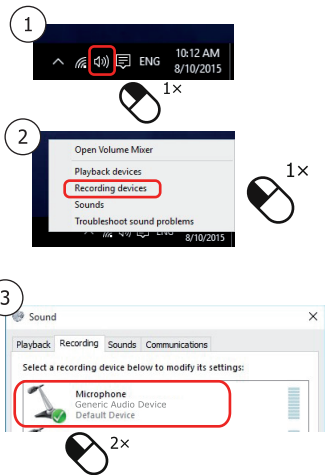 1
ENG
10:12 AM
8/10/2015
1×
2
Open Volume Mixer
Playback devices
Recording devices
Sounds
Troubleshoot sound problems
8/10/2015
1×
3
Sound
Playback Recording Sounds Communications
Select a recording device below to modify its settings:
Microphone
Generic Audio Device
Default Device
2×